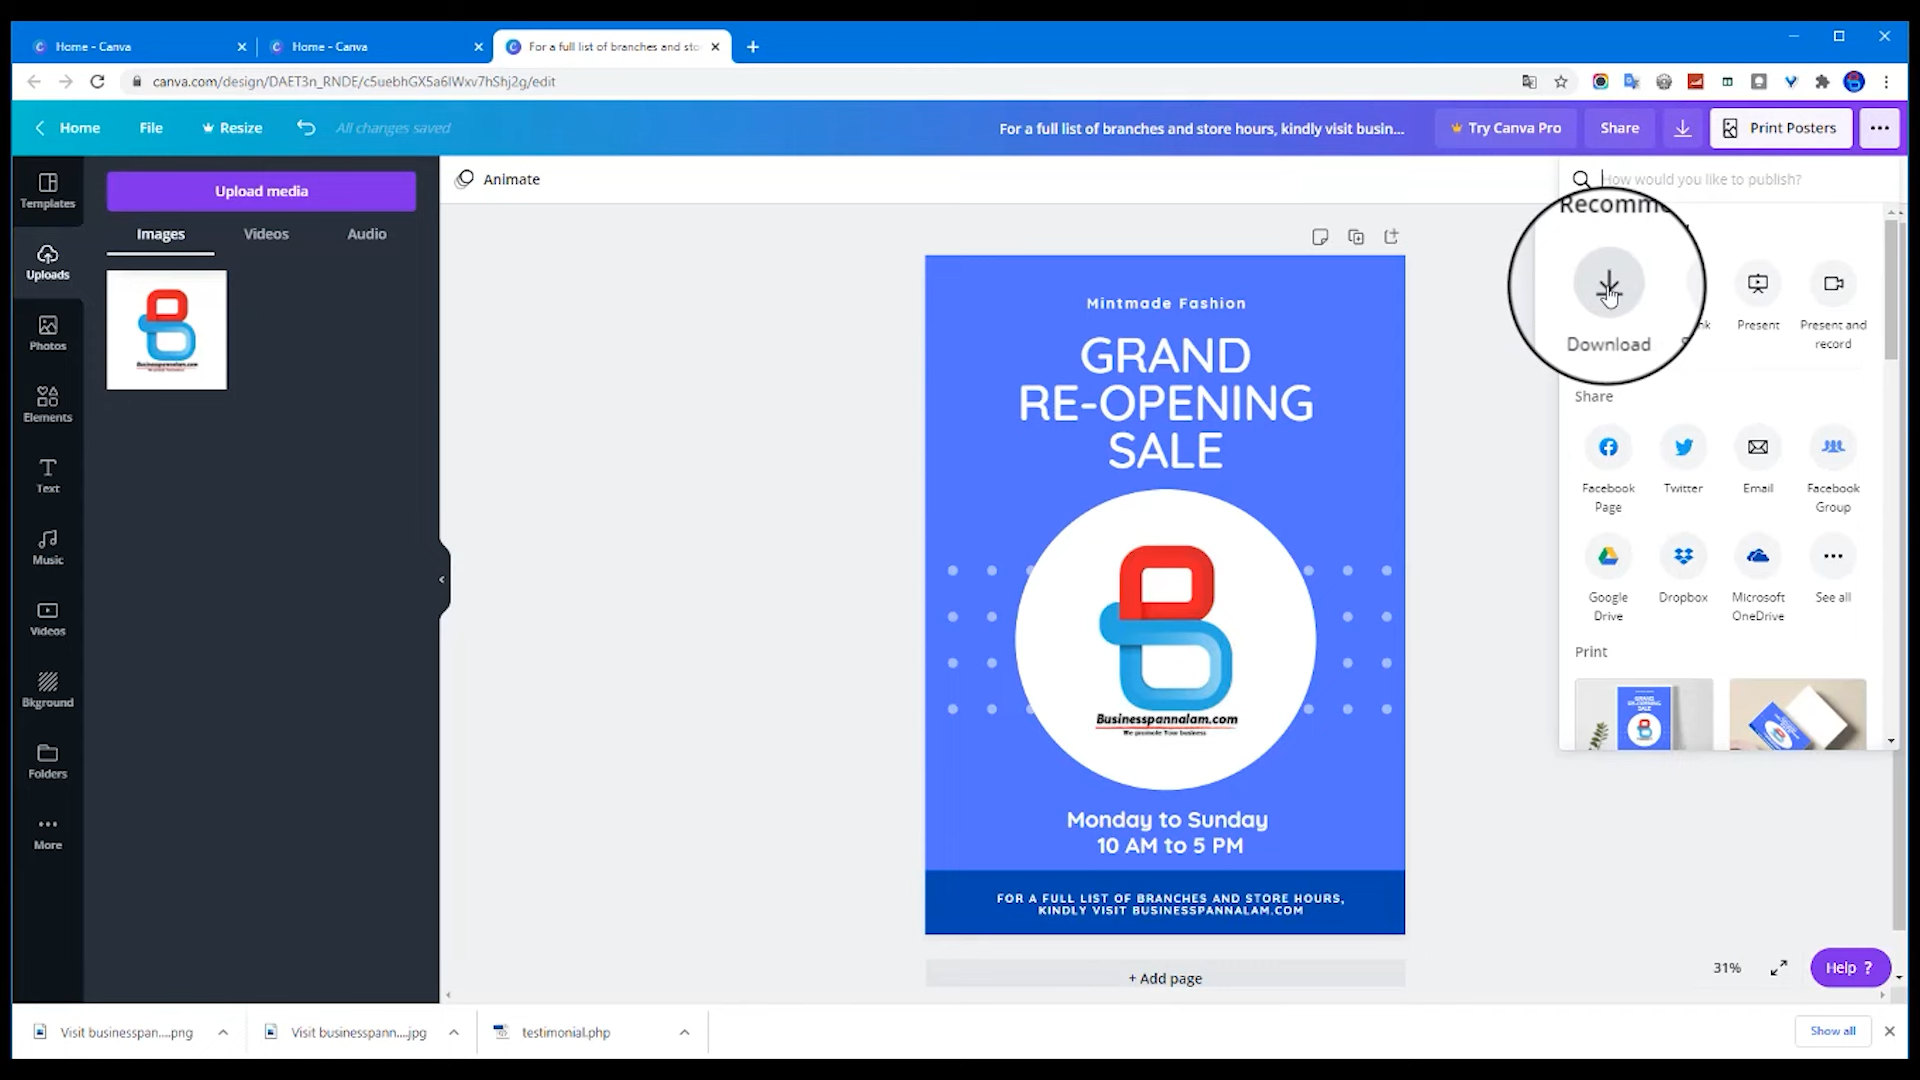 Home - Canva
Home - Canva
For a full list of branches and sto
canva.com/design/DAET3n_RNDE/c5uebhGX5a6lWxv7hShj2g/edit
Home
File
Resize
All changes saved
For a full list of branches and store hours, kindly visit busin...
Try Canva Pro
Share
Print Posters
Templates
Uploads
Photos
Elements
Text
Music
Videos
Bkground
Folders
More
Upload media
Images
Videos
Audio
Businesspannalam.com
Animate
Mintmade Fashion
GRAND
RE-OPENING
SALE
Businesspannalam.com
We promote Your business
Monday to Sunday
10 AM to 5 PM
FOR A FULL LIST OF BRANCHES AND STORE HOURS,
KINDLY VISIT BUSINESSPANNALAM.COM
+ Add page
How would you like to publish?
Recomm
Download
Present
Present and
record
Share
Facebook
Page
Twitter
Email
Facebook
Group
Google
Drive
Dropbox
Microsoft
OneDrive
See all
Print
31%
Help ?
Visit businesspan....png
Visit businesspann....jpg
testimonial.php
Show all